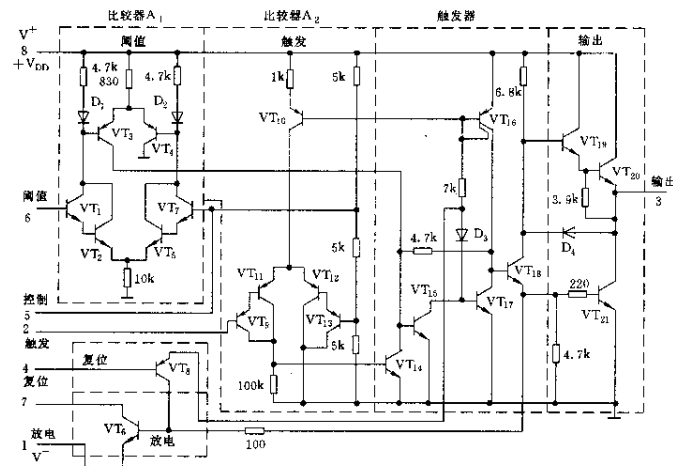 比较器A₁ 比较器A₂ 触发器
V⁺ 阈值 触发 输出
8
+V_DD
4.7k 830 4.7k 1k 5k 6.8k
D₁ D₂
VT₃ VT₄ VT₁₀ VT₁₆ VT₁₉
VT₂₀
7k 3.9k 输出
3
阈值
6
VT₁ VT₇
VT₂ VT₅
5k 4.7k D₃ D₄
10k
VT₁₁ VT₁₂ VT₁₈
VT₉ VT₁₃ VT₁₅ VT₁₇ 220
VT₂₁
控制
5
2
触发
5k
VT₁₄ 4.7k
100k
4 复位 VT₈
复位
7
VT₆ 放电 100
1 放电
V⁻